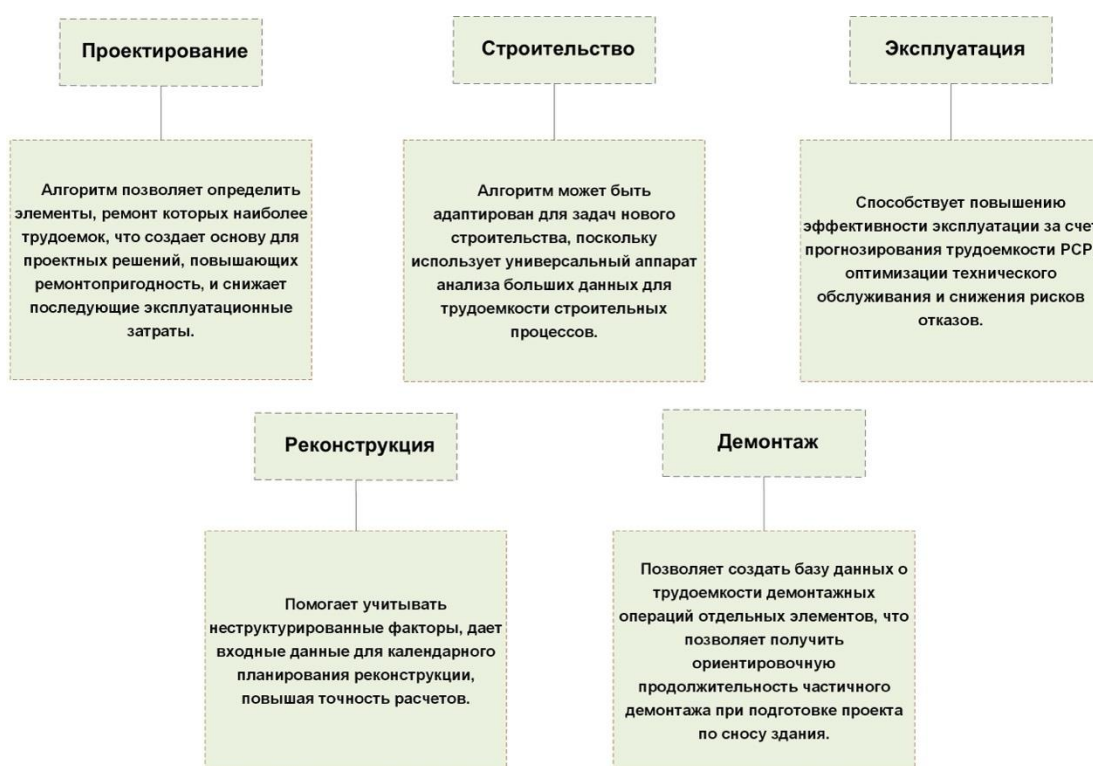 Проектирование
Строительство
Эксплуатация
Алгоритм позволяет определить
элементы, ремонт которых наиболее
трудоемок, что создает основу для
проектных решений, повышающих
ремонтопригодность, и снижает
последующие эксплуатационные
затраты.
Алгоритм может быть
адаптирован для задач нового
строительства, поскольку
использует универсальный аппарат
анализа больших данных для
трудоемкости строительных
процессов.
Способствует повышению
эффективности эксплуатации за счет
прогнозирования трудоемкости РСР
оптимизации технического
обслуживания и снижения рисков
отказов.
Реконструкция
Демонтаж
Помогает учитывать
неструктурированные факторы, дает
входные данные для календарного
планирования реконструкции,
повышая точность расчетов.
Позволяет создать базу данных о
трудоемкости демонтажных
операций отдельных элементов, что
позволяет получить
ориентировочную
продолжительность частичного
демонтажа при подготовке проекта
по сносу здания.